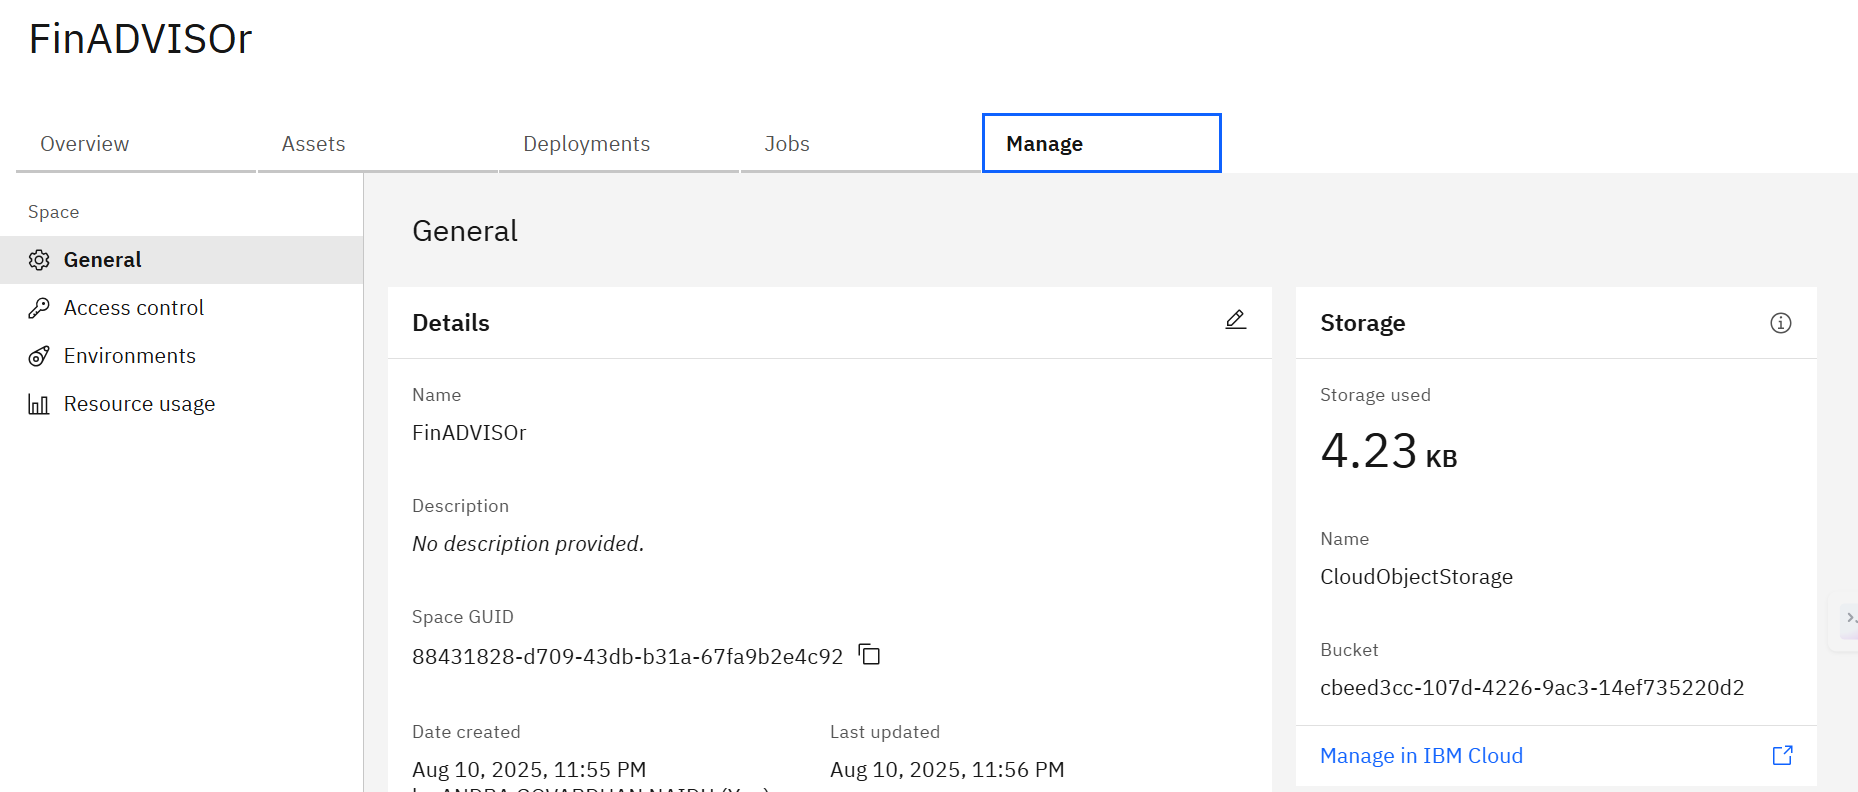 FinADVISOr
Overview
Assets
Deployments
Jobs
Manage
Space
General
Access control
Environments
Resource usage
General
Details
Name
FinADVISOr
Description
No description provided.
Space GUID
88431828-d709-43db-b31a-67fa9b2e4c92
Date created
Aug 10, 2025, 11:55 PM
Last updated
Aug 10, 2025, 11:56 PM
Storage
Storage used
4.23 KB
Name
CloudObjectStorage
Bucket
cbeed3cc-107d-4226-9ac3-14ef735220d2
Manage in IBM Cloud